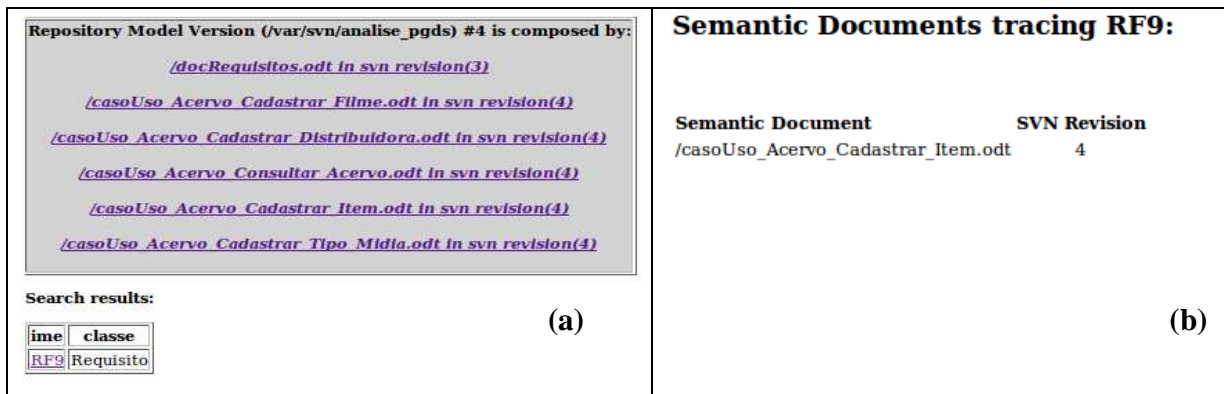 Repository Model Version (/var/svn/analise_pgds) #4 is composed by:
/docRequisitos.odt in svn revision(3)
/casoUso_Acervo_Cadastrar_Filme.odt in svn revision(4)
/casoUso_Acervo_Cadastrar_Distribuidora.odt in svn revision(4)
/casoUso_Acervo_Consultar_Acervo.odt in svn revision(4)
/casoUso_Acervo_Cadastrar_Item.odt in svn revision(4)
/casoUso_Acervo_Cadastrar_Tipo_Midia.odt in svn revision(4)
Search results:
ime classe
RF9 Requisito
(a)
Semantic Documents tracing RF9:
Semantic Document SVN Revision
/casoUso_Acervo_Cadastrar_Item.odt 4
(b)